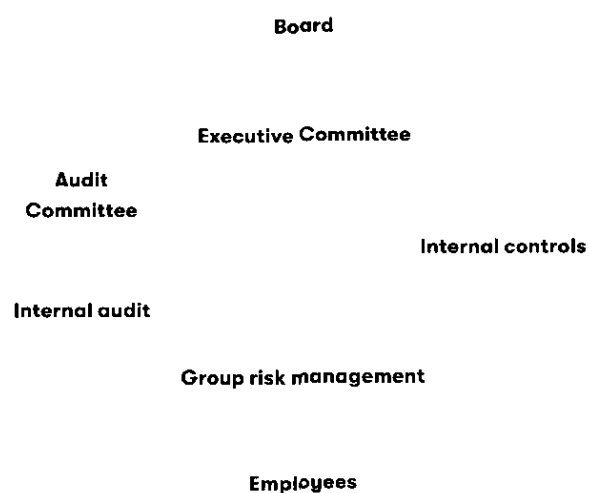 Board
Executive Committee
Audit
Committee
Internal controls
Internal audit
Group risk management
Employees